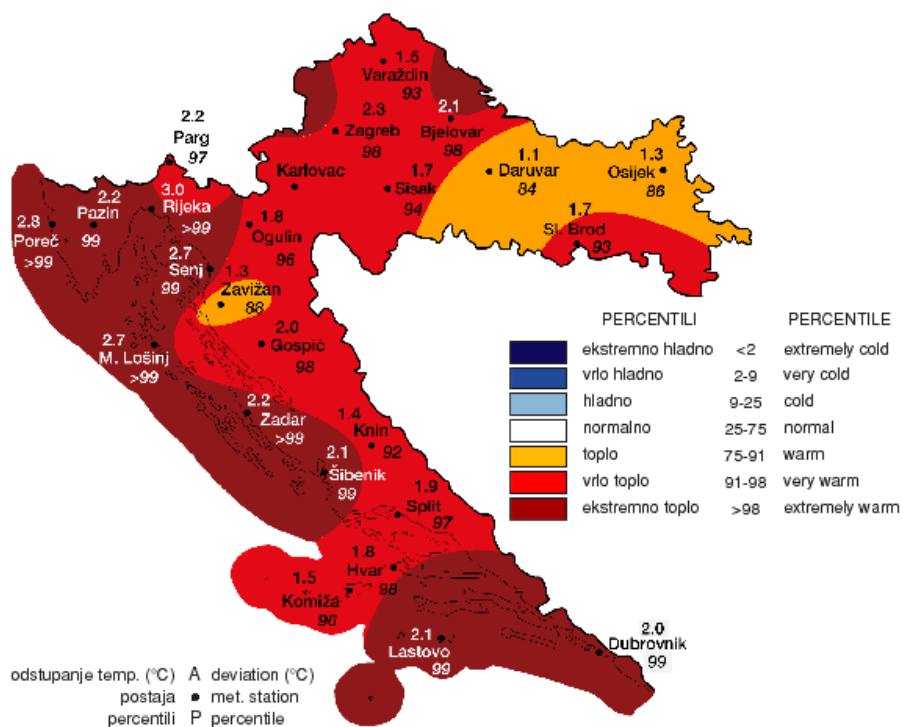 1.5
Varaždin
93
2.3
Zagreb
98
2.1
Bjelovar
98
2.2
Parg
97
Karlovac
1.7
Sisak
94
1.1
Daruvar
84
1.3
Osijek
86
1.7
Sl. Brod
93
2.8
Poreč
>99
2.2
Pazin
99
3.0
Rijeka
>99
1.8
Ogulin
96
2.7
Senj
99
1.3
Zavižan
88
2.7
M. Lošinj
>99
2.0
Gospić
98
2.2
Zadar
>99
1.4
Knin
92
2.1
Šibenik
99
1.9
Split
97
1.8
Hvar
98
1.5
Komiža
96
2.1
Lastovo
99
2.0
Dubrovnik
99
PERCENTILI PERCENTILE
ekstremno hladno <2 extremely cold
vrlo hladno 2-9 very cold
hladno 9-25 cold
normalno 25-75 normal
toplo 75-91 warm
vrlo toplo 91-98 very warm
ekstremno toplo >98 extremely warm
odstupanje temp. (°C) A deviation (°C)
postaja met. station
percentili P percentile